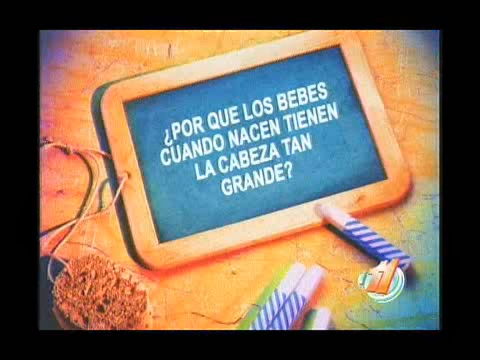 ¿POR QUE LOS BEBES
CUANDO NACEN TIENEN
LA CABEZA TAN
GRANDE?